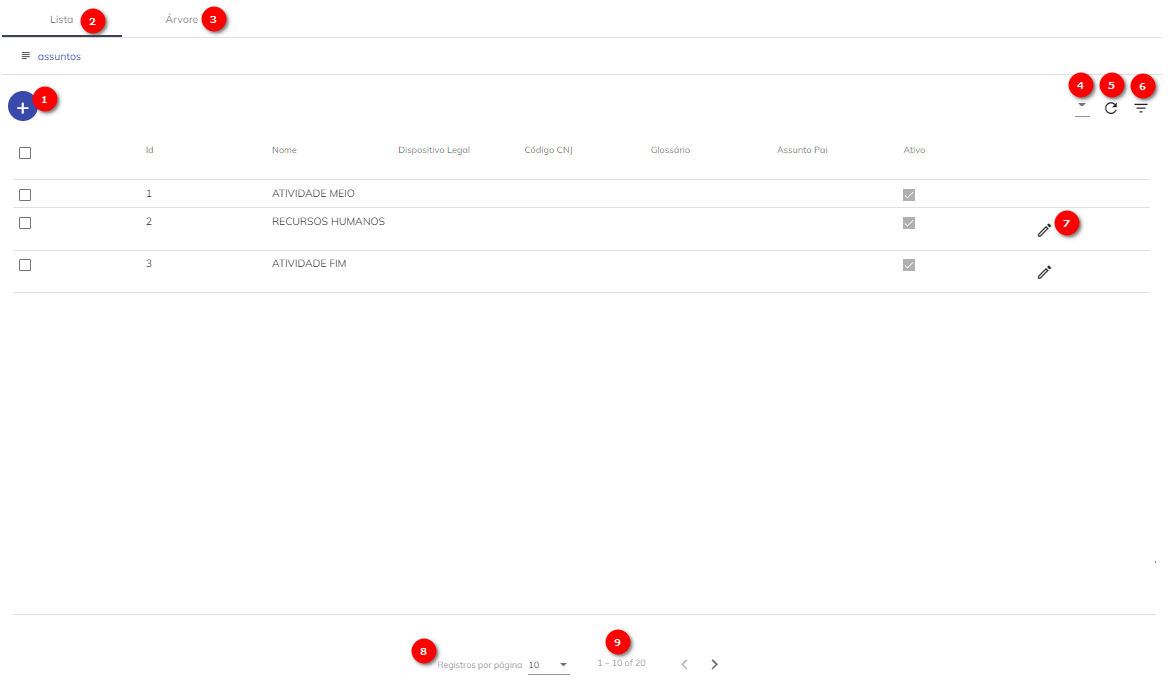 Lista 2 Árvore 3
assuntos
1 4 5 6
Id Nome Dispositivo Legal Código CNJ Glossário Assunto Pai Ativo
1 ATIVIDADE MEIO
2 RECURSOS HUMANOS 7
3 ATIVIDADE FIM
8 Registros por página 10 9 1 – 10 of 20